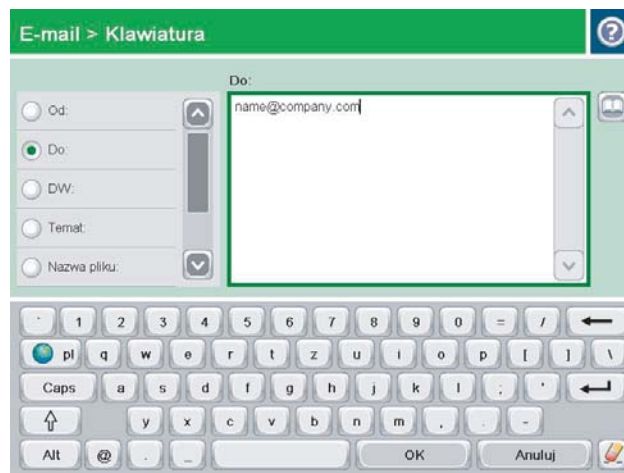 E-mail > Klawiatura
?
Do:
Od:
name@company.com
Do:
DW:
Temat:
Nazwa pliku:
1 2 3 4 5 6 7 8 9 0 = /
pl q w e r t z u i o p [ ] \
Caps a s d f g h j k l ; '
y x c v b n m , . -
Alt @ . _ OK Anuluj